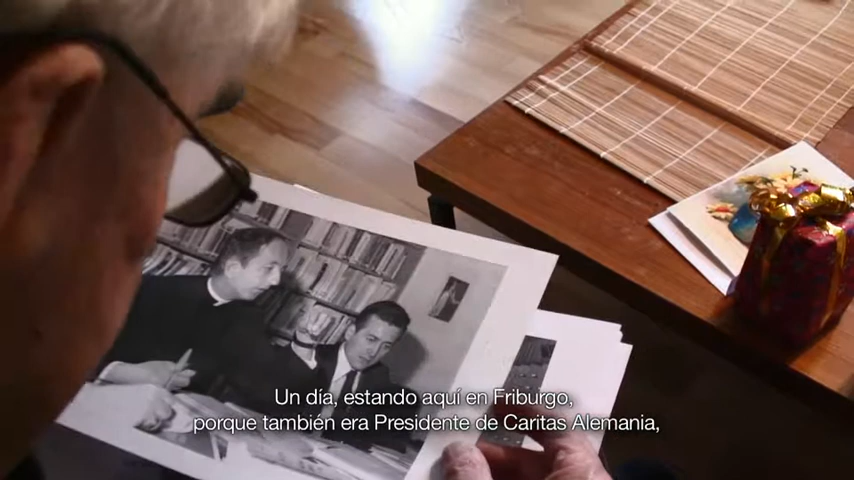 Un día, estando aquí en Friburgo,
porque también era Presidente de Caritas Alemania,